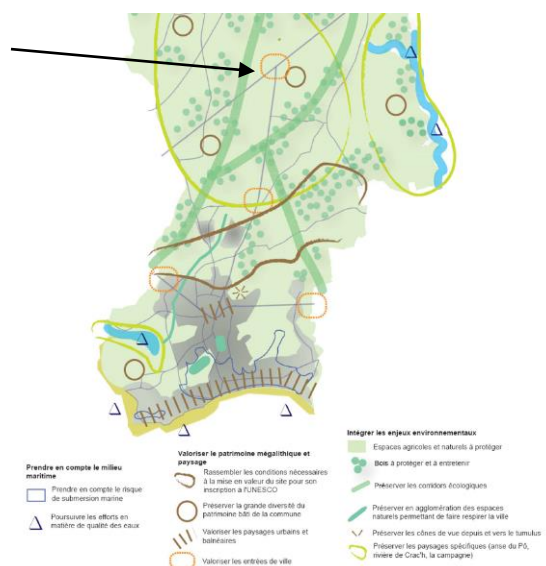 Prendre en compte le milieu
maritime
Prendre en compte le risque
de submersion marine
Poursuivre les efforts en
matière de qualité des eaux
Valoriser le patrimoine mégalithique et
paysage
Rassembler les conditions nécessaires
à la mise en valeur du site pour son
inscription à l'UNESCO
Préserver la grande diversité du
patrimoine bâti de la commune
Valoriser les paysages urbains et
balnéaires
Valoriser les entrées de ville
Intégrer les enjeux environnementaux
Espaces agricoles et naturels à protéger
Bois à protéger et à entretenir
Préserver les corridors écologiques
Préserver en agglomération des espaces
naturels permettant de faire respirer la ville
Préserver les cônes de vue depuis et vers le tumulus
Préserver les paysages spécifiques (anse du Pô,
rivière de Crac'h, la campagne)